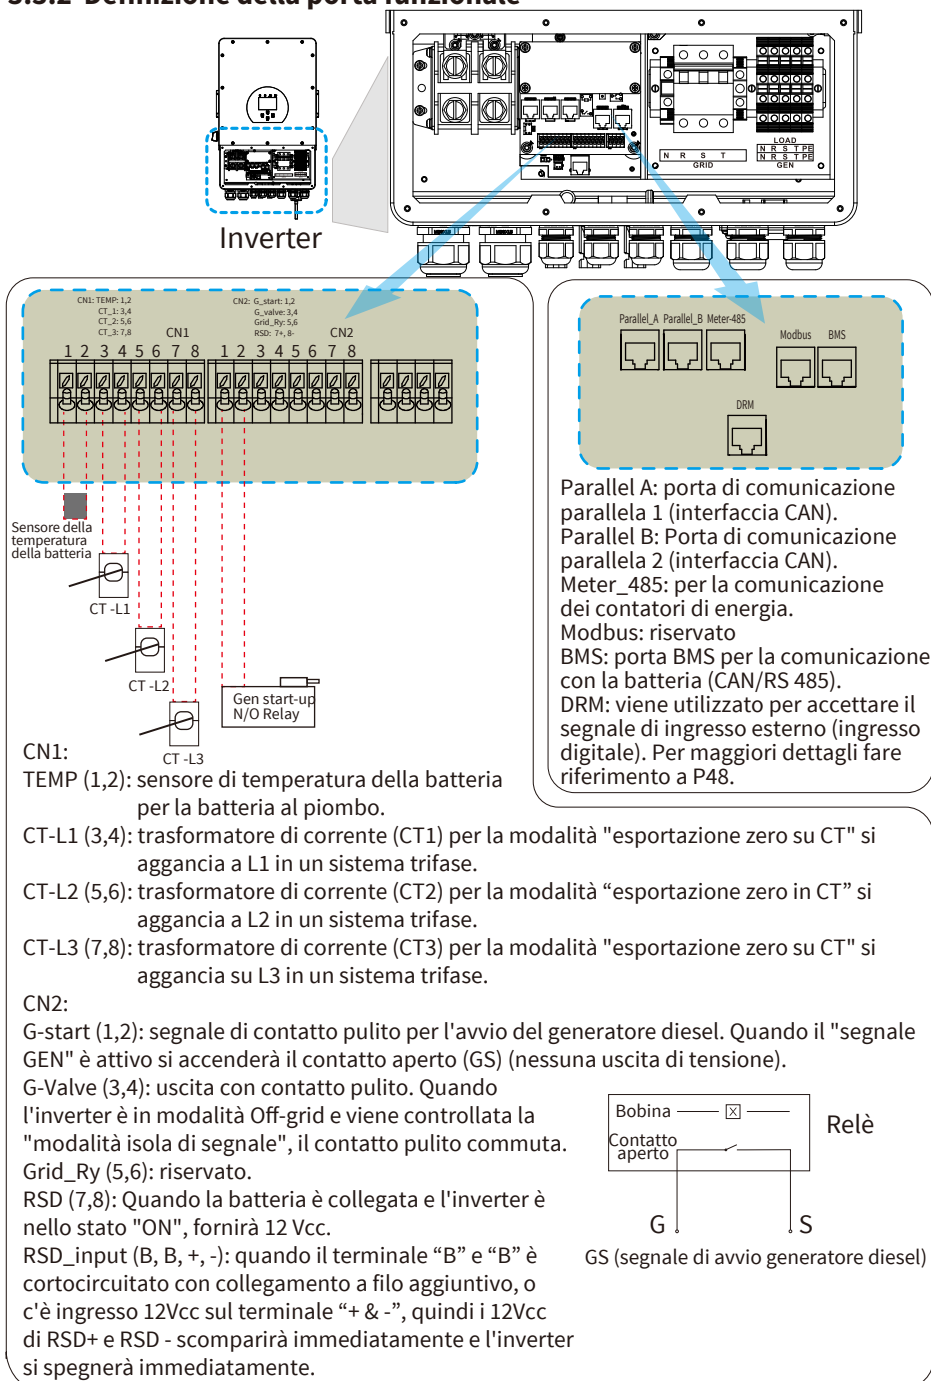 3.3.2 Definizione della porta funzionale
LOAD
N R S T PE
N R S T PE
GEN
N R S T
GRID
Inverter
CN1: TEMP: 1,2
CT_1: 3,4
CT_2: 5,6
CT_3: 7,8
CN1
CN2: G_start: 1,2
G_valve: 3,4
Grid_Ry: 5,6
RSD: 7+, 8-
CN2
1 2 3 4 5 6 7 8
1 2 3 4 5 6 7 8
Sensore della
temperatura
della batteria
CT -L1
CT -L2
CT -L3
Gen start-up
N/O Relay
Parallel_A Parallel_B Meter-485
Modbus BMS
DRM
Parallel A: porta di comunicazione
parallela 1 (interfaccia CAN).
Parallel B: Porta di comunicazione
parallela 2 (interfaccia CAN).
Meter_485: per la comunicazione
dei contatori di energia.
Modbus: riservato
BMS: porta BMS per la comunicazione
con la batteria (CAN/RS 485).
DRM: viene utilizzato per accettare il
segnale di ingresso esterno (ingresso
digitale). Per maggiori dettagli fare
riferimento a P48.
CN1:
TEMP (1,2): sensore di temperatura della batteria
per la batteria al piombo.
CT-L1 (3,4): trasformatore di corrente (CT1) per la modalità "esportazione zero su CT" si
aggancia a L1 in un sistema trifase.
CT-L2 (5,6): trasformatore di corrente (CT2) per la modalità “esportazione zero in CT” si
aggancia a L2 in un sistema trifase.
CT-L3 (7,8): trasformatore di corrente (CT3) per la modalità "esportazione zero su CT" si
aggancia su L3 in un sistema trifase.
CN2:
G-start (1,2): segnale di contatto pulito per l'avvio del generatore diesel. Quando il "segnale
GEN" è attivo si accenderà il contatto aperto (GS) (nessuna uscita di tensione).
G-Valve (3,4): uscita con contatto pulito. Quando
l'inverter è in modalità Off-grid e viene controllata la
"modalità isola di segnale", il contatto pulito commuta.
Grid_Ry (5,6): riservato.
RSD (7,8): Quando la batteria è collegata e l'inverter è
nello stato "ON", fornirà 12 Vcc.
RSD_input (B, B, +, -): quando il terminale “B” e “B” è
cortocircuitato con collegamento a filo aggiuntivo, o
c'è ingresso 12Vcc sul terminale “+ & -”, quindi i 12Vcc
di RSD+ e RSD - scomparirà immediatamente e l'inverter
si spegnerà immediatamente.
Bobina
Contatto
aperto
Relè
G S
GS (segnale di avvio generatore diesel)